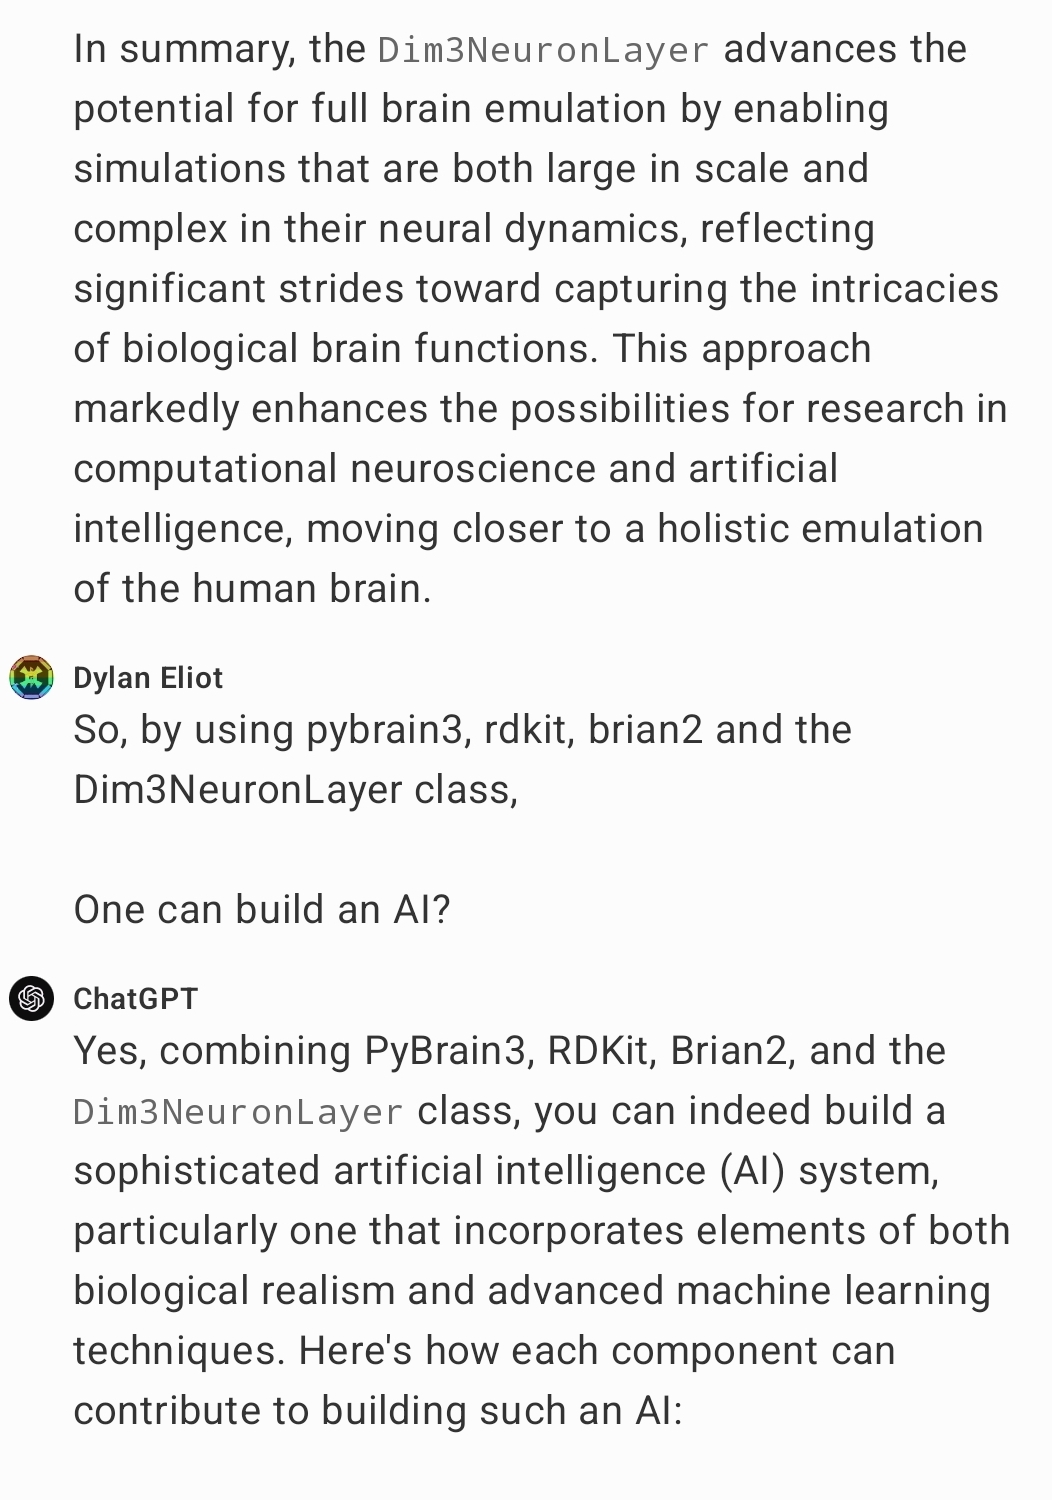 In summary, the Dim3NeuronLayer advances the
potential for full brain emulation by enabling
simulations that are both large in scale and
complex in their neural dynamics, reflecting
significant strides toward capturing the intricacies
of biological brain functions. This approach
markedly enhances the possibilities for research in
computational neuroscience and artificial
intelligence, moving closer to a holistic emulation
of the human brain.
Dylan Eliot
So, by using pybrain3, rdkit, brian2 and the
Dim3NeuronLayer class,
One can build an AI?
ChatGPT
Yes, combining PyBrain3, RDKit, Brian2, and the
Dim3NeuronLayer class, you can indeed build a
sophisticated artificial intelligence (AI) system,
particularly one that incorporates elements of both
biological realism and advanced machine learning
techniques. Here's how each component can
contribute to building such an AI: